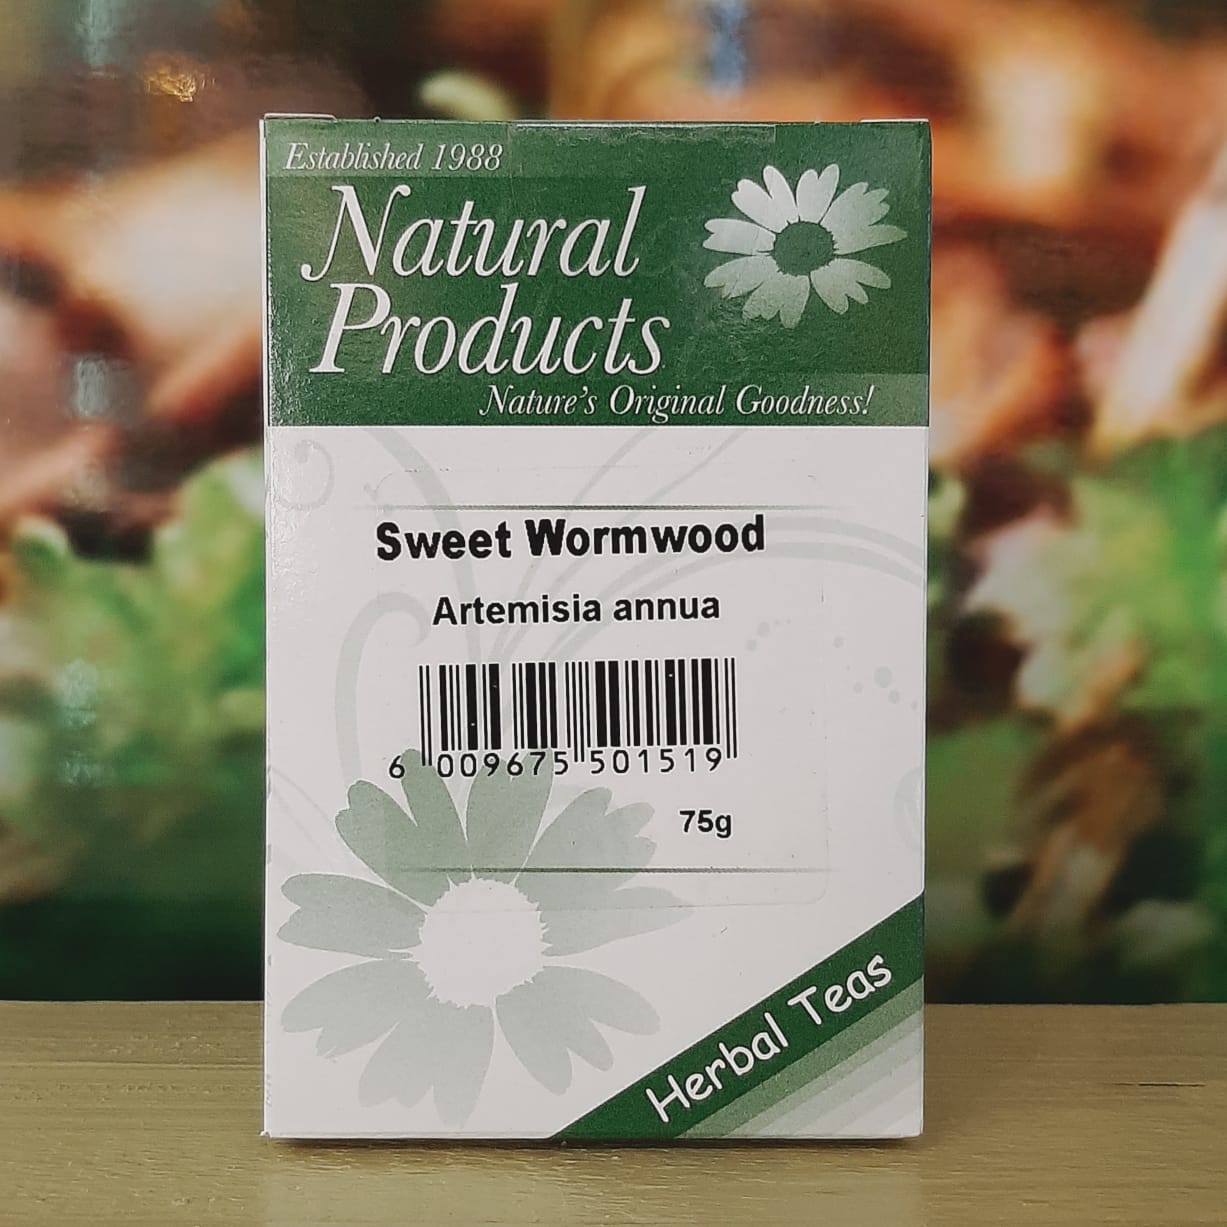 Established 1988
Natural
Products
Nature's Original Goodness!
Sweet Wormwood
Artemisia annua
6 009675 501519
75g
Herbal Teas